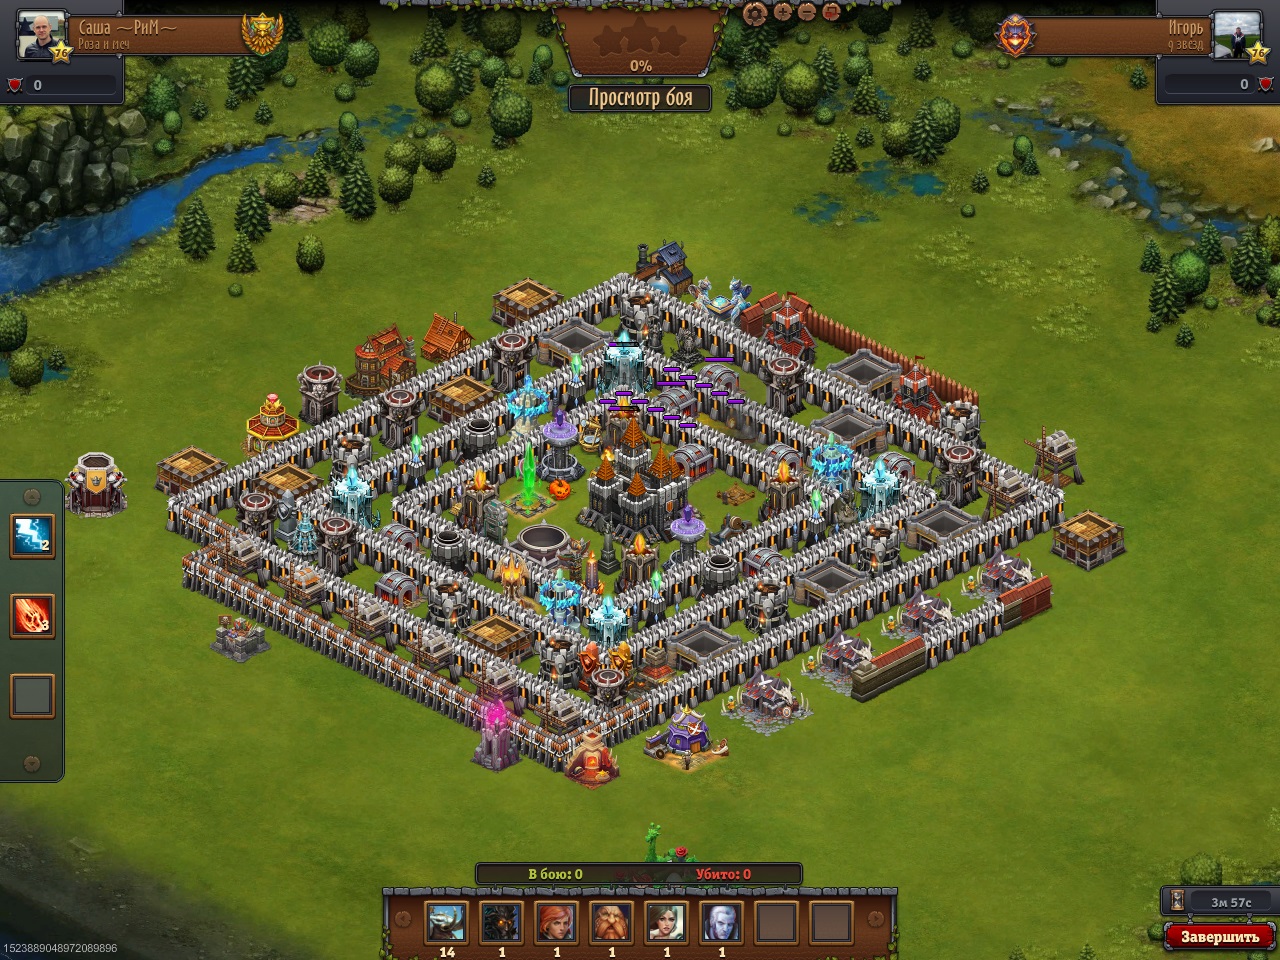 Саша ~РиМ~
Роза и меч
76
0
0%
Просмотр боя
Игорь
9 звезд
76
0
2
3
В бою: 0
Убито: 0
14
1
1
1
1
1
3м 57с
Завершить
1523889048972089896